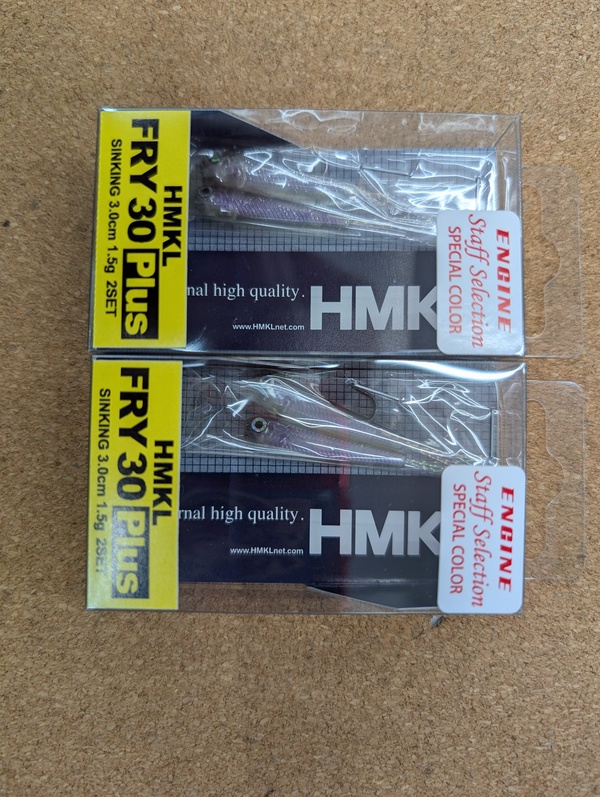 HMKL
FRY 30 Plus
SINKING 3.0cm 1.5g 2SET
nal high quality.
www.HMKLnet.com
HMK
ENGINE
Staff Selection
SPECIAL COLOR
HMKL
FRY 30 Plus
SINKING 3.0cm 1.5g 2SET
rnal high quality.
www.HMKLnet.com
HMK
ENGINE
Staff Selection
SPECIAL COLOR